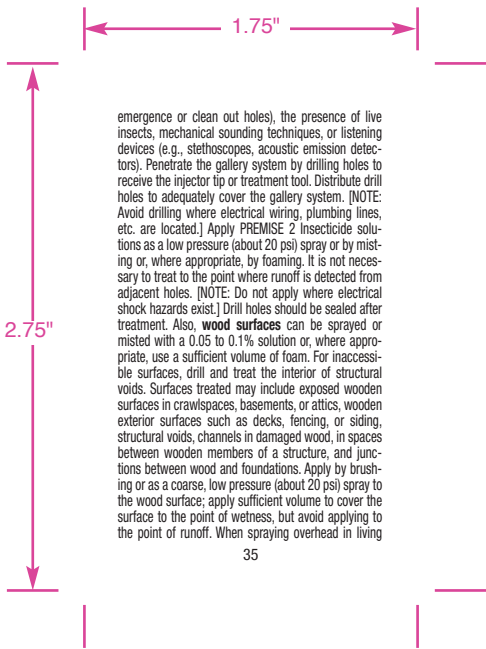 1.75"
emergence or clean out holes), the presence of live
insects, mechanical sounding techniques, or listening
devices (e.g., stethoscopes, acoustic emission detec-
tors). Penetrate the gallery system by drilling holes to
receive the injector tip or treatment tool. Distribute drill
holes to adequately cover the gallery system. [NOTE:
Avoid drilling where electrical wiring, plumbing lines,
etc. are located.] Apply PREMISE 2 Insecticide solu-
tions as a low pressure (about 20 psi) spray or by mist-
ing or, where appropriate, by foaming. It is not neces-
sary to treat to the point where runoff is detected from
adjacent holes. [NOTE: Do not apply where electrical
shock hazards exist.] Drill holes should be sealed after
2.75"
treatment. Also, wood surfaces can be sprayed or
misted with a 0.05 to 0.1% solution or, where appro-
priate, use a sufficient volume of foam. For inaccessi-
ble surfaces, drill and treat the interior of structural
voids. Surfaces treated may include exposed wooden
surfaces in crawlspaces, basements, or attics, wooden
exterior surfaces such as decks, fencing, or siding,
structural voids, channels in damaged wood, in spaces
between wooden members of a structure, and junc-
tions between wood and foundations. Apply by brush-
ing or as a coarse, low pressure (about 20 psi) spray to
the wood surface; apply sufficient volume to cover the
surface to the point of wetness, but avoid applying to
the point of runoff. When spraying overhead in living
35